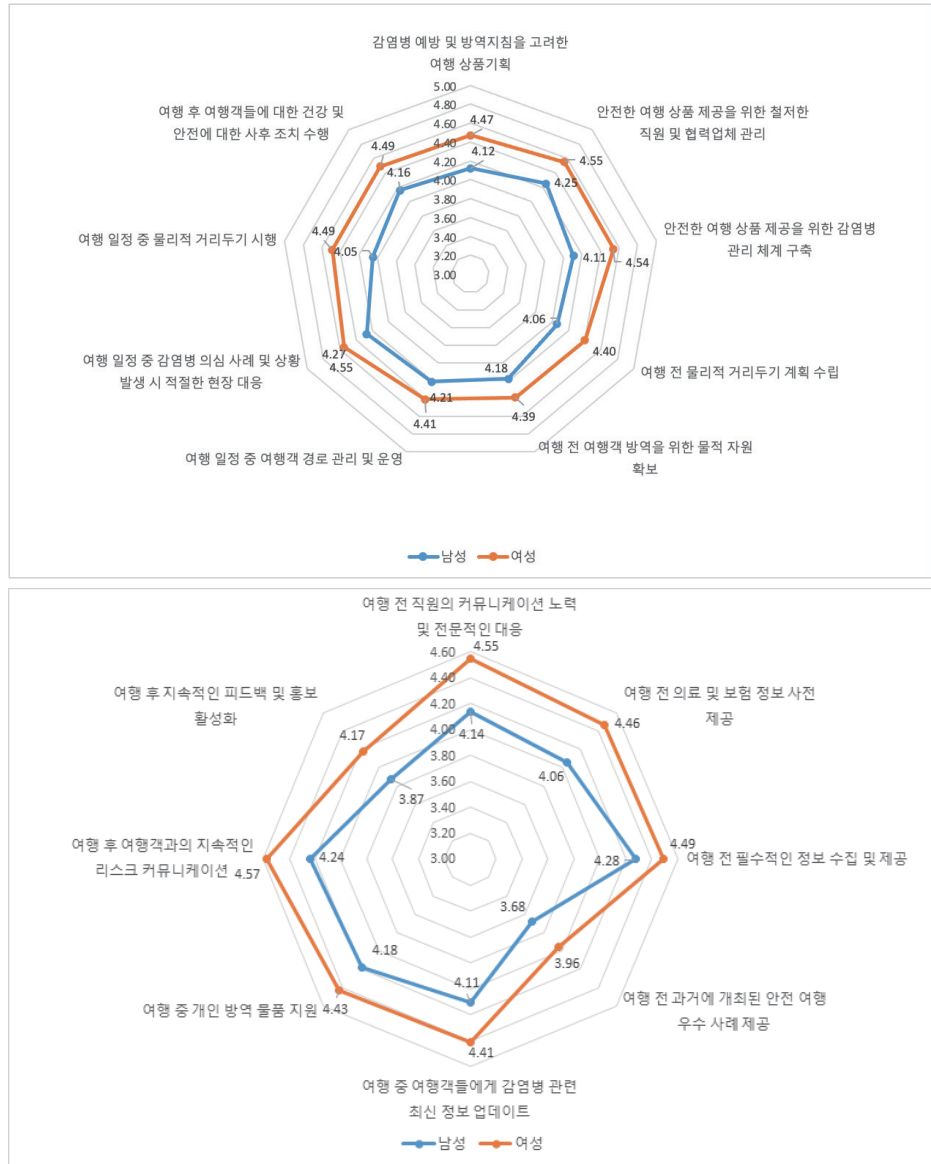 감염병 예방 및 방역지침을 고려한
여행 상품기획
안전한 여행 상품 제공을 위한 철저한
직원 및 협력업체 관리
안전한 여행 상품 제공을 위한 감염병
관리 체계 구축
여행 전 물리적 거리두기 계획 수립
여행 전 여행객 방역을 위한 물적 자원
확보
여행 일정 중 여행객 경로 관리 및 운영
여행 일정 중 감염병 의심 사례 및 상황
발생 시 적절한 현장 대응
여행 일정 중 물리적 거리두기 시행
여행 후 여행객들에 대한 건강 및
안전에 대한 사후 조치 수행
5.00
4.80
4.60
4.40
4.20
4.00
3.80
3.60
3.40
3.20
3.00
4.47
4.12
4.55
4.25
4.11
4.54
4.06
4.40
4.18
4.39
4.21
4.41
4.27
4.55
4.49
4.05
4.49
4.16
남성
여성
여행 전 직원의 커뮤니케이션 노력
및 전문적인 대응
여행 전 의료 및 보험 정보 사전
제공
여행 전 필수적인 정보 수집 및 제공
여행 전 과거에 개최된 안전 여행
우수 사례 제공
여행 중 여행객들에게 감염병 관련
최신 정보 업데이트
여행 중 개인 방역 물품 지원
여행 후 여행객과의 지속적인
리스크 커뮤니케이션
여행 후 지속적인 피드백 및 홍보
활성화
4.60
4.40
4.20
4.00
3.80
3.60
3.40
3.20
3.00
4.55
4.14
4.46
4.06
4.49
4.28
3.68
3.96
4.11
4.41
4.18
4.43
4.24
4.57
4.17
3.87
남성
여성